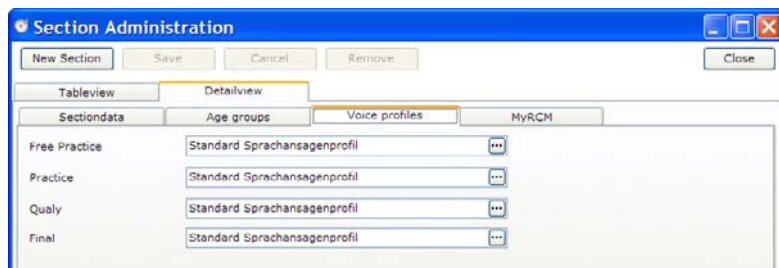 Section Administration
New Section Save Cancel Remove Close
Tableview Detailview
Sectiondata Age groups Voice profiles MyRCM
Free Practice Standard Sprachansagenprofil
Practice Standard Sprachansagenprofil
Qualy Standard Sprachansagenprofil
Final Standard Sprachansagenprofil